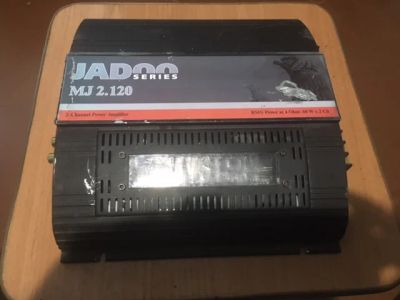 JADOO
SERIES
MJ 2.120
2-Channel Power Amplifier
RMS Power at 4 Ohm: 60 W x 2 Ch